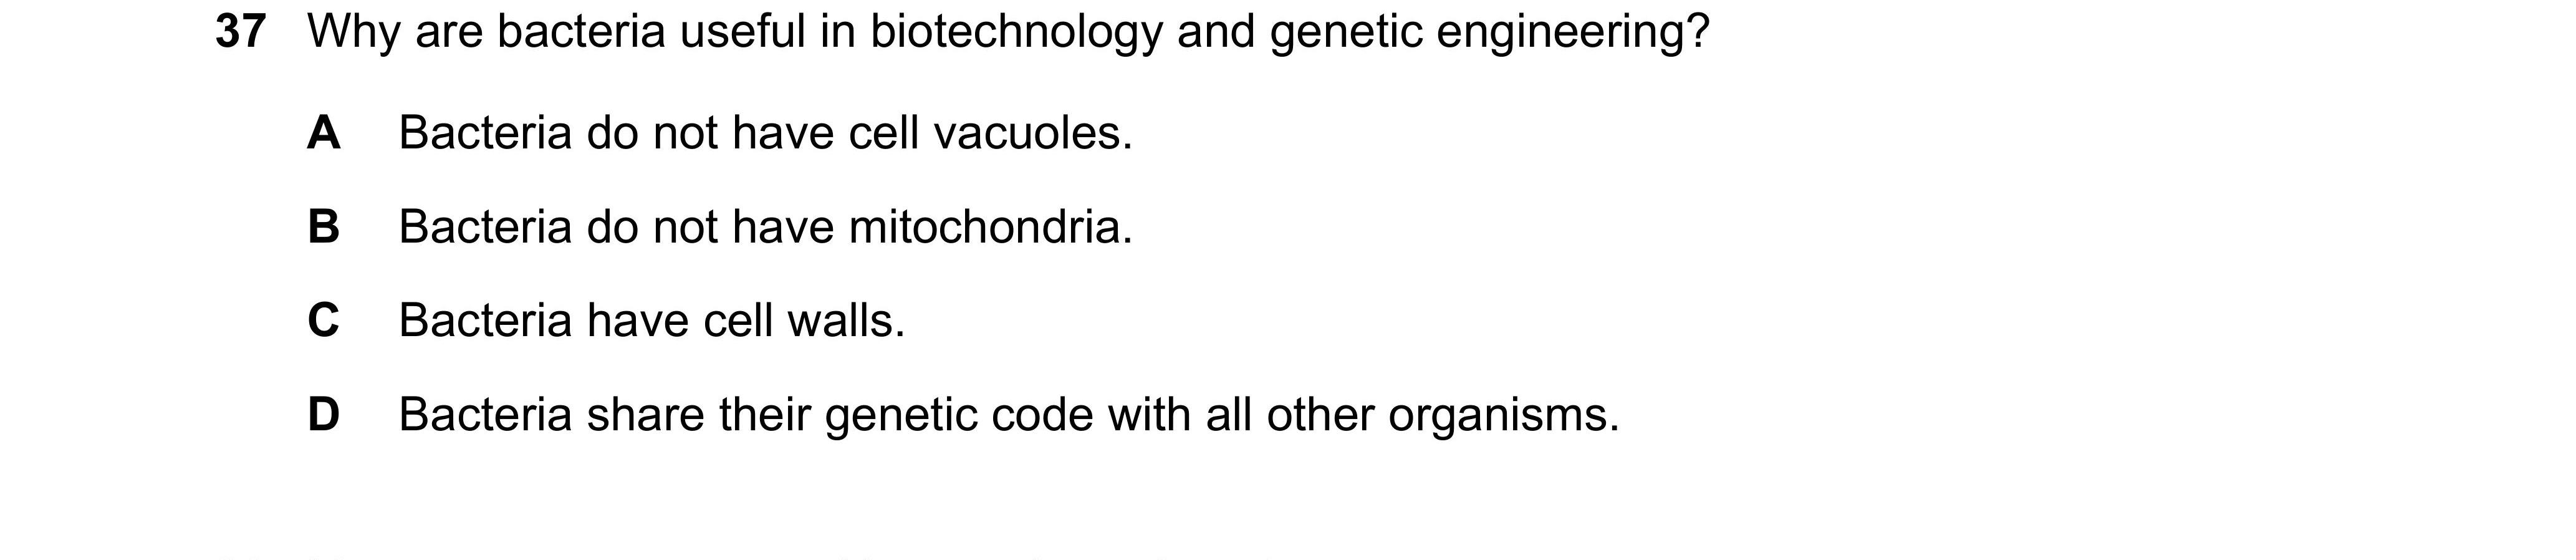 37 Why are bacteria useful in biotechnology and genetic engineering?
A Bacteria do not have cell vacuoles.
B Bacteria do not have mitochondria.
C Bacteria have cell walls.
D Bacteria share their genetic code with all other organisms.